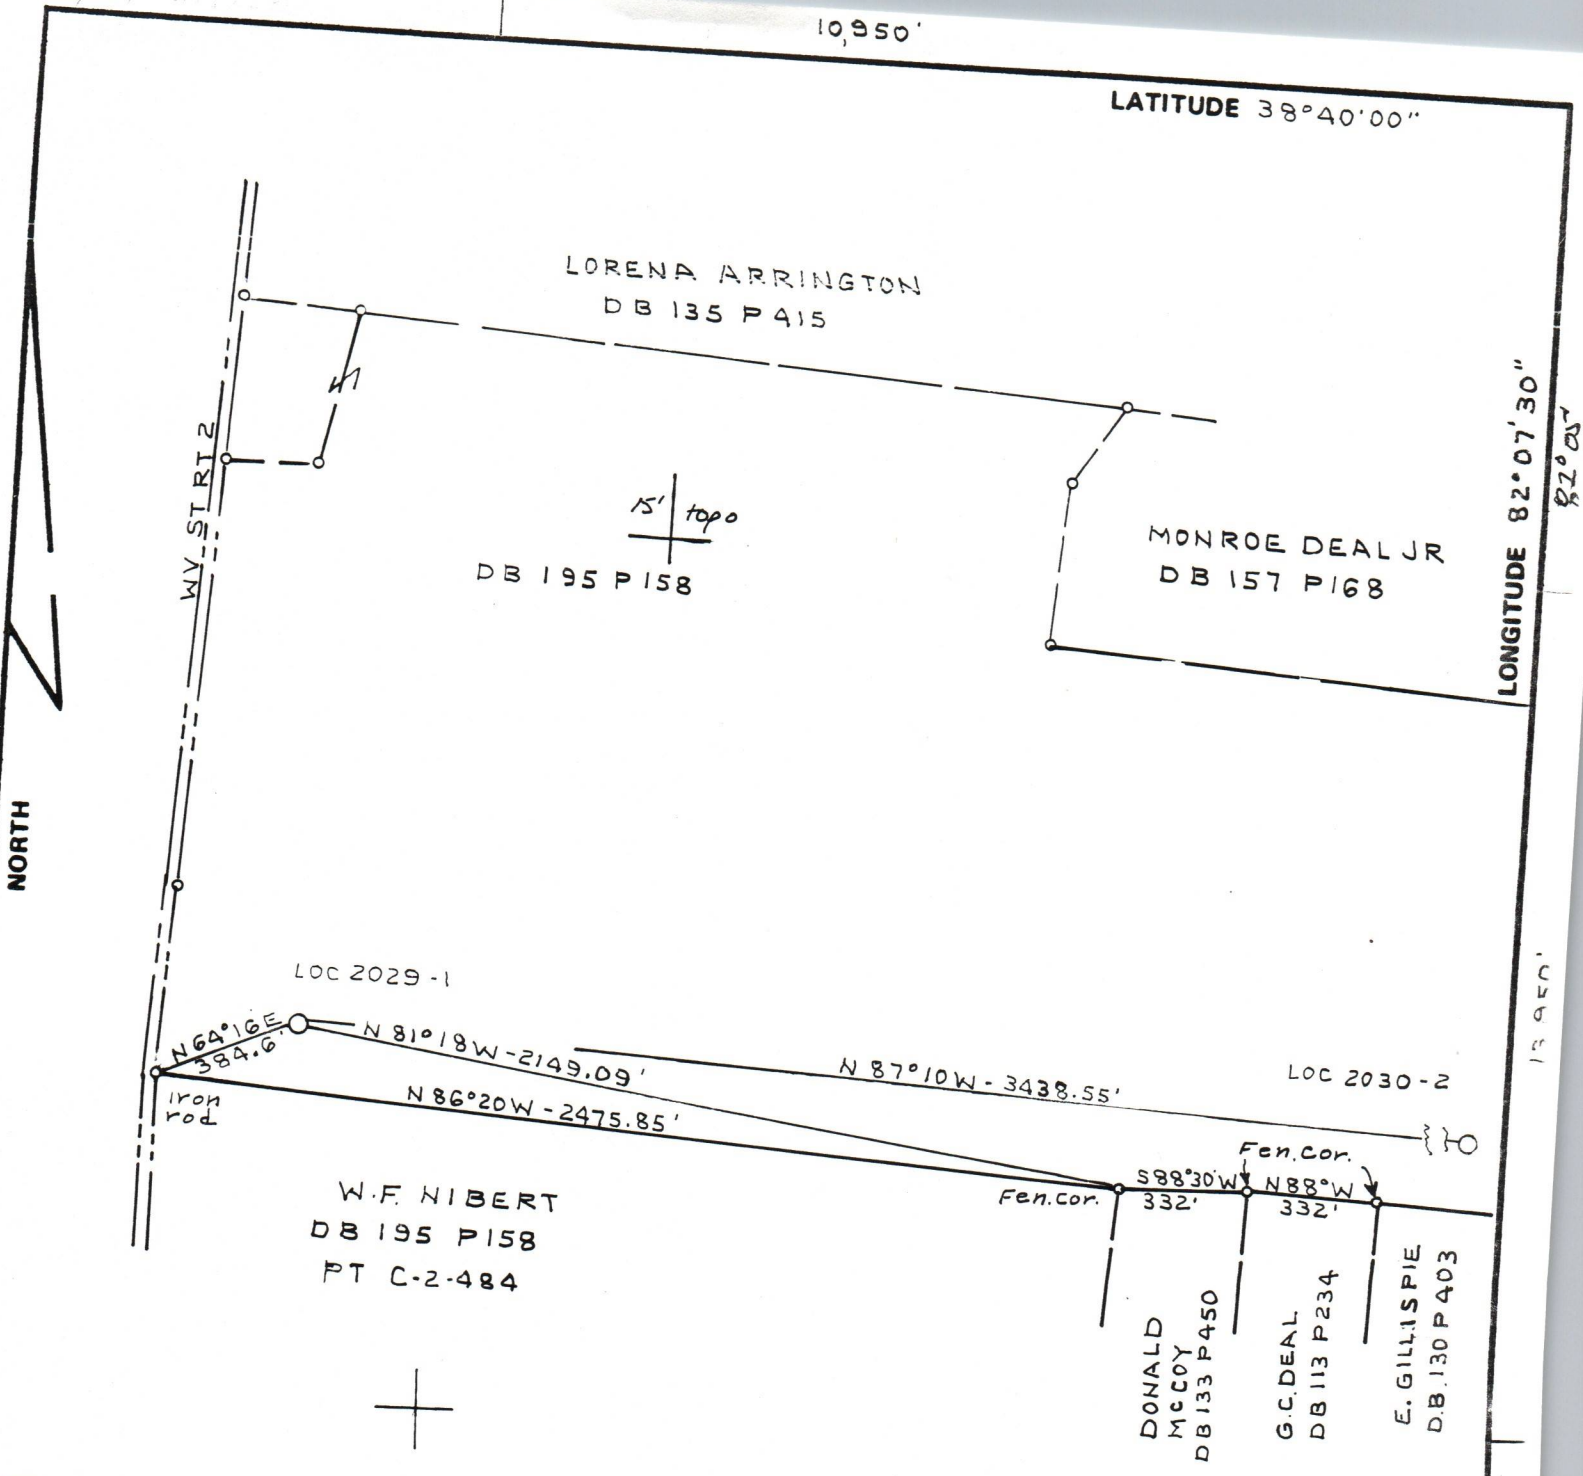 10,950'
LATITUDE 38°40'00"
LORENA ARRINGTON
DB 135 P415
WV ST RT 2
15' topo
DB 195 P158
MONROE DEAL JR
DB 157 P168
LONGITUDE 82°07'30"
82°05'
NORTH
LOC 2029-1
N64°16E
384.6'
N 81°18W-2149.09'
N 87°10W-3438.55'
LOC 2030-2
iron
rod
N 86°20W-2475.85'
Fen.cor.
Fen.cor.
S88°30'W
332'
N88°W
332'
W.F. NIBERT
DB 195 P158
PT C-2-484
DONALD
MCCOY
DB 133 P450
G.C.DEAL
DB 113 P234
E. GILLISPIE
D.B.130 P403